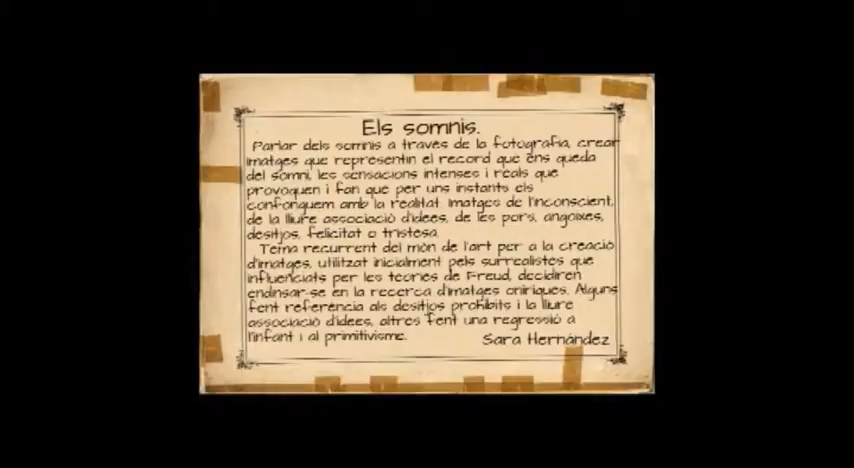 Els somnis.
Parlar dels somnis a través de la fotografia, crear
imatges que representin el record que ens queda
del somni, les sensacions intenses i reals que
provoquen i fan que per uns instants els
confonguem amb la realitat. Imatges de l'inconscient,
de la lliure associació d'idees, de les pors, angoixes,
desitjos, felicitat o tristesa.
Tema recurrent del món de l'art per a la creació
d'imatges, utilitzat inicialment pels surrealistes que
influenciats per les teories de Freud, decidiren
endinsar-se en la recerca d'imatges oníriques. Alguns
fent referència als desitjos prohibits i la lliure
associació d'idees, altres fent una regressió a
l'infant i al primitivisme.
Sara Hernández